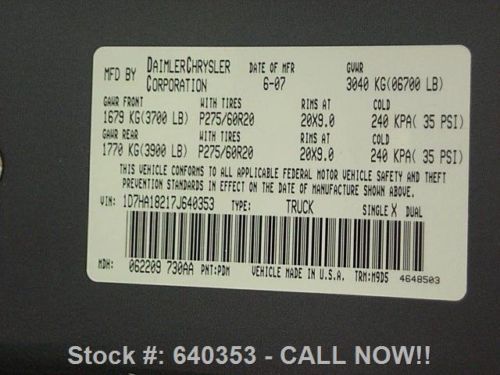 MFD BY DAIMLERCHRYSLER CORPORATION DATE OF MFR 6-07 GVWR 3040 KG(06700 LB)
GAWR FRONT WITH TIRES RIMS AT COLD
1679 KG(3700 LB) P275/60R20 20X9.0 240 KPA( 35 PSI)
GAWR REAR WITH TIRES RIMS AT COLD
1770 KG(3900 LB) P275/60R20 20X9.0 240 KPA( 35 PSI)
THIS VEHICLE CONFORMS TO ALL APPLICABLE FEDERAL MOTOR VEHICLE SAFETY AND THEFT
PREVENTION STANDARDS IN EFFECT ON THE DATE OF MANUFACTURE SHOWN ABOVE.
VIN: 1D7HA18217J640353 TYPE: TRUCK SINGLE X DUAL
MDH: 062209 730AA PNT:PDM VEHICLE MADE IN U.S.A. TRM:M9D5 4648503
Stock #: 640353 - CALL NOW!!